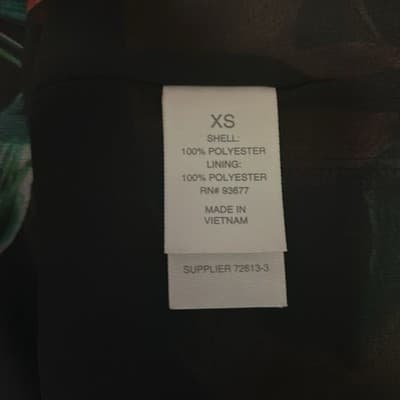 XS
SHELL:
100% POLYESTER
LINING:
100% POLYESTER
RN# 93677
MADE IN
VIETNAM
SUPPLIER 72613-3